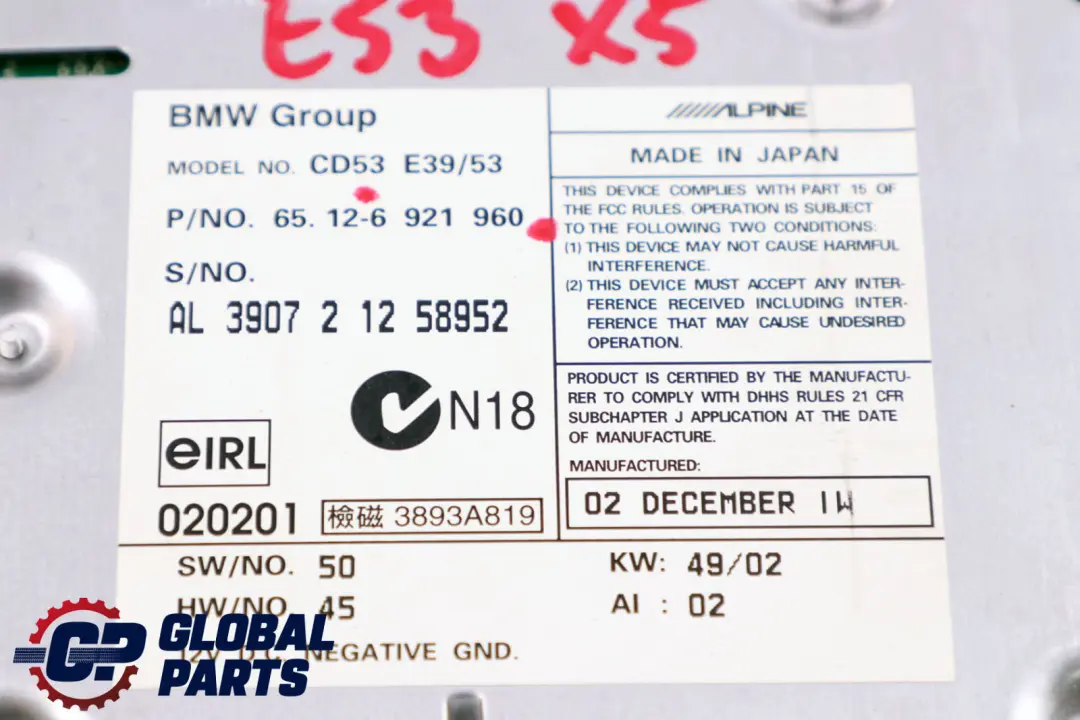 E53 X5
BMW Group
MODEL NO. CD53 E39/53
P/NO. 65. 12-6 921 960
S/NO.
AL 3907 2 12 58952
N18
eIRL
020201
檢磁 3893A819
ALPINE
MADE IN JAPAN
THIS DEVICE COMPLIES WITH PART 15 OF
THE FCC RULES. OPERATION IS SUBJECT
TO THE FOLLOWING TWO CONDITIONS:
(1) THIS DEVICE MAY NOT CAUSE HARMFUL
INTERFERENCE.
(2) THIS DEVICE MUST ACCEPT ANY INTER-
FERENCE RECEIVED INCLUDING INTER-
FERENCE THAT MAY CAUSE UNDESIRED
OPERATION.
PRODUCT IS CERTIFIED BY THE MANUFACTU-
RER TO COMPLY WITH DHHS RULES 21 CFR
SUBCHAPTER J APPLICATION AT THE DATE
OF MANUFACTURE.
MANUFACTURED:
02 DECEMBER 1W
SW/NO. 50
HW/NO. 45
12V D.C. NEGATIVE GND.
KW: 49/02
AI : 02
GP GLOBAL
PARTS